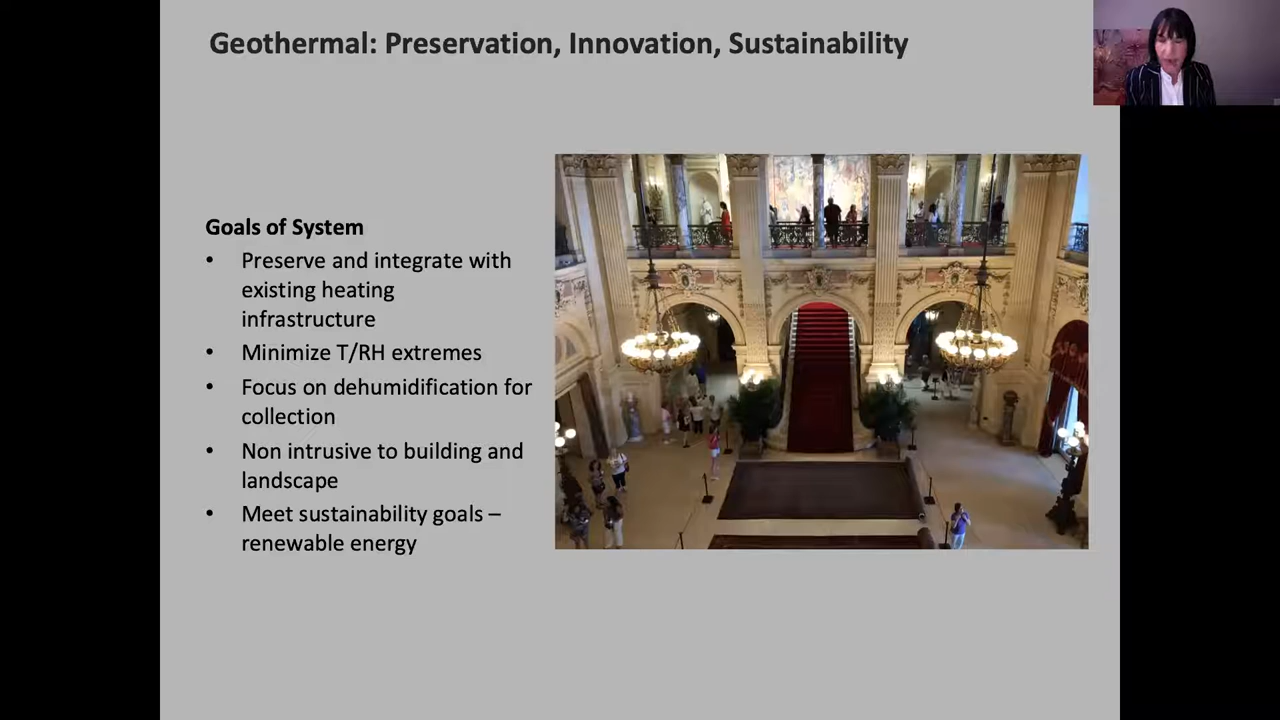 Geothermal: Preservation, Innovation, Sustainability
Goals of System
• Preserve and integrate with
existing heating
infrastructure
• Minimize T/RH extremes
• Focus on dehumidification for
collection
• Non intrusive to building and
landscape
• Meet sustainability goals –
renewable energy